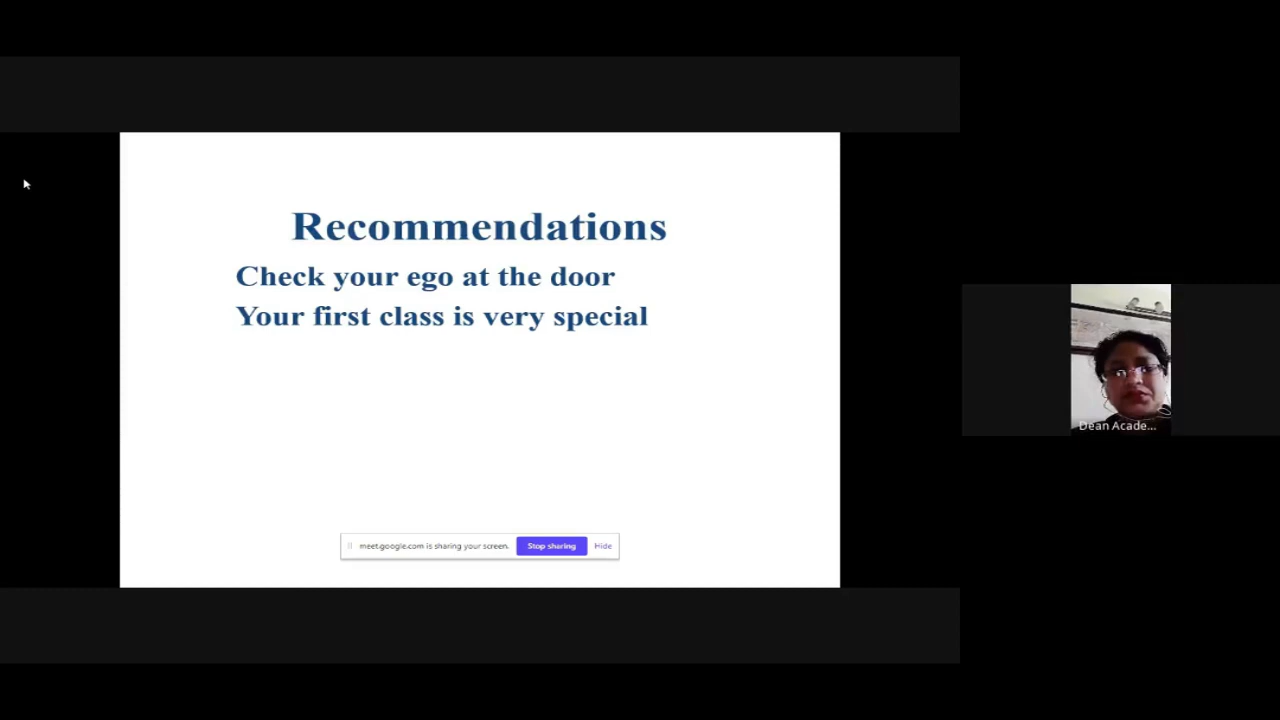 Recommendations
Check your ego at the door
Your first class is very special
meet.google.com is sharing your screen. Stop sharing Hide
Dean Acade...